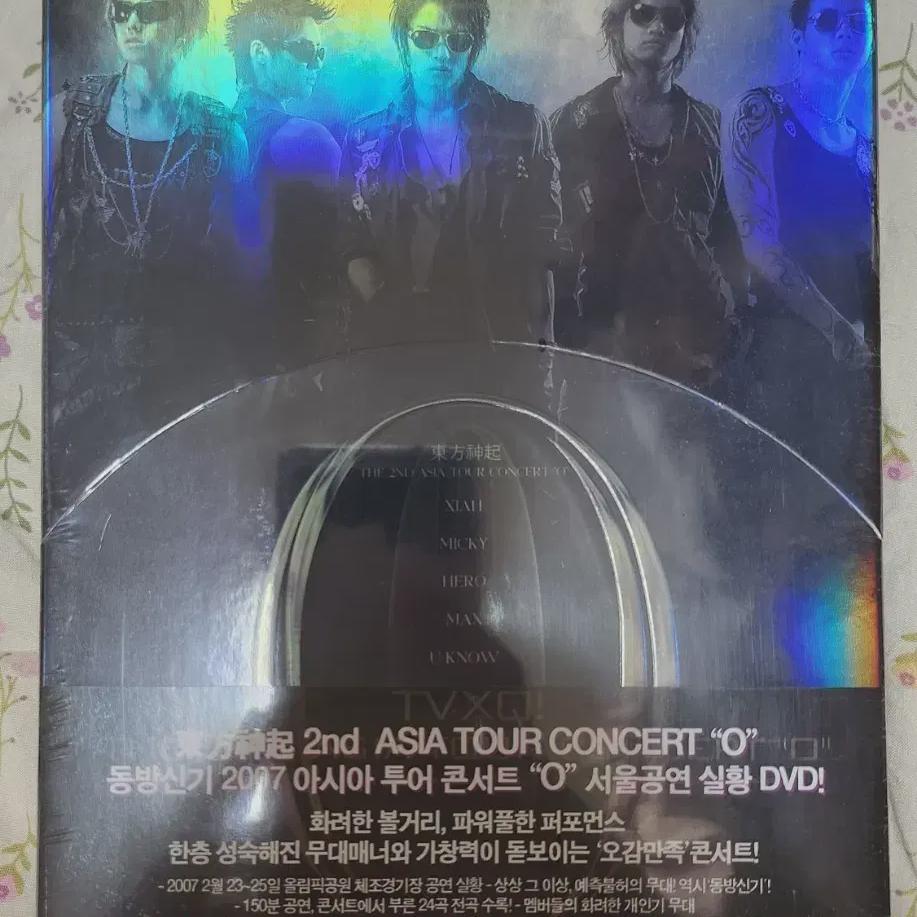 東方神起
THE 2ND ASIA TOUR CONCERT "O"
XIAH
MICKY
HERO
MAX
U-KNOW
TVXQ!
東方神起 2nd ASIA TOUR CONCERT “O”
동방신기 2007 아시아 투어 콘서트 “O” 서울공연 실황 DVD!
화려한 볼거리, 파워풀한 퍼포먼스
한층 성숙해진 무대매너와 가창력이 돋보이는 ‘오감만족’콘서트!
- 2007 2월 23~25일 올림픽공원 체조경기장 공연 실황 - 상상 그 이상, 예측불허의 무대! 역시 ‘동방신기’!
- 150분 공연, 콘서트에서 부른 24곡 전곡 수록! - 멤버들의 화려한 개인기 무대